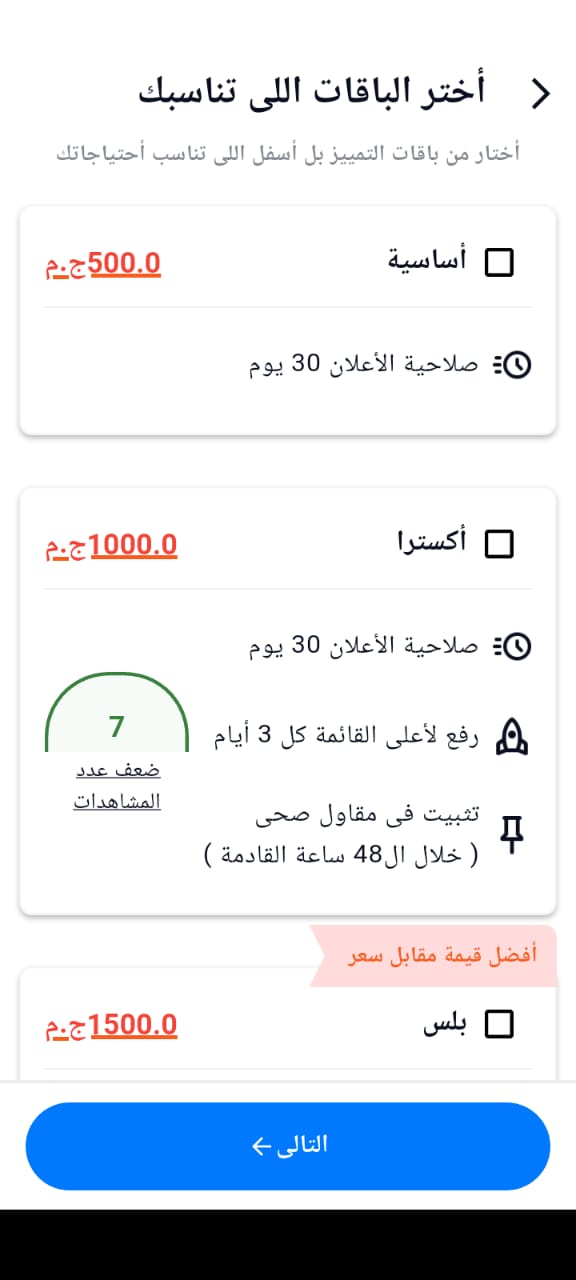 أختر الباقات اللى تناسبك
أختار من باقات التمييز بل أسفل اللى تناسب أحتياجاتك
أساسية
500.0ج.م
صلاحية الأعلان 30 يوم
أكسترا
1000.0ج.م
صلاحية الأعلان 30 يوم
رفع لأعلى القائمة كل 3 أيام
7
ضعف عدد
المشاهدات
تثبيت فى مقاول صحى
( خلال ال48 ساعة القادمة )
أفضل قيمة مقابل سعر
بلس
1500.0ج.م
التالى